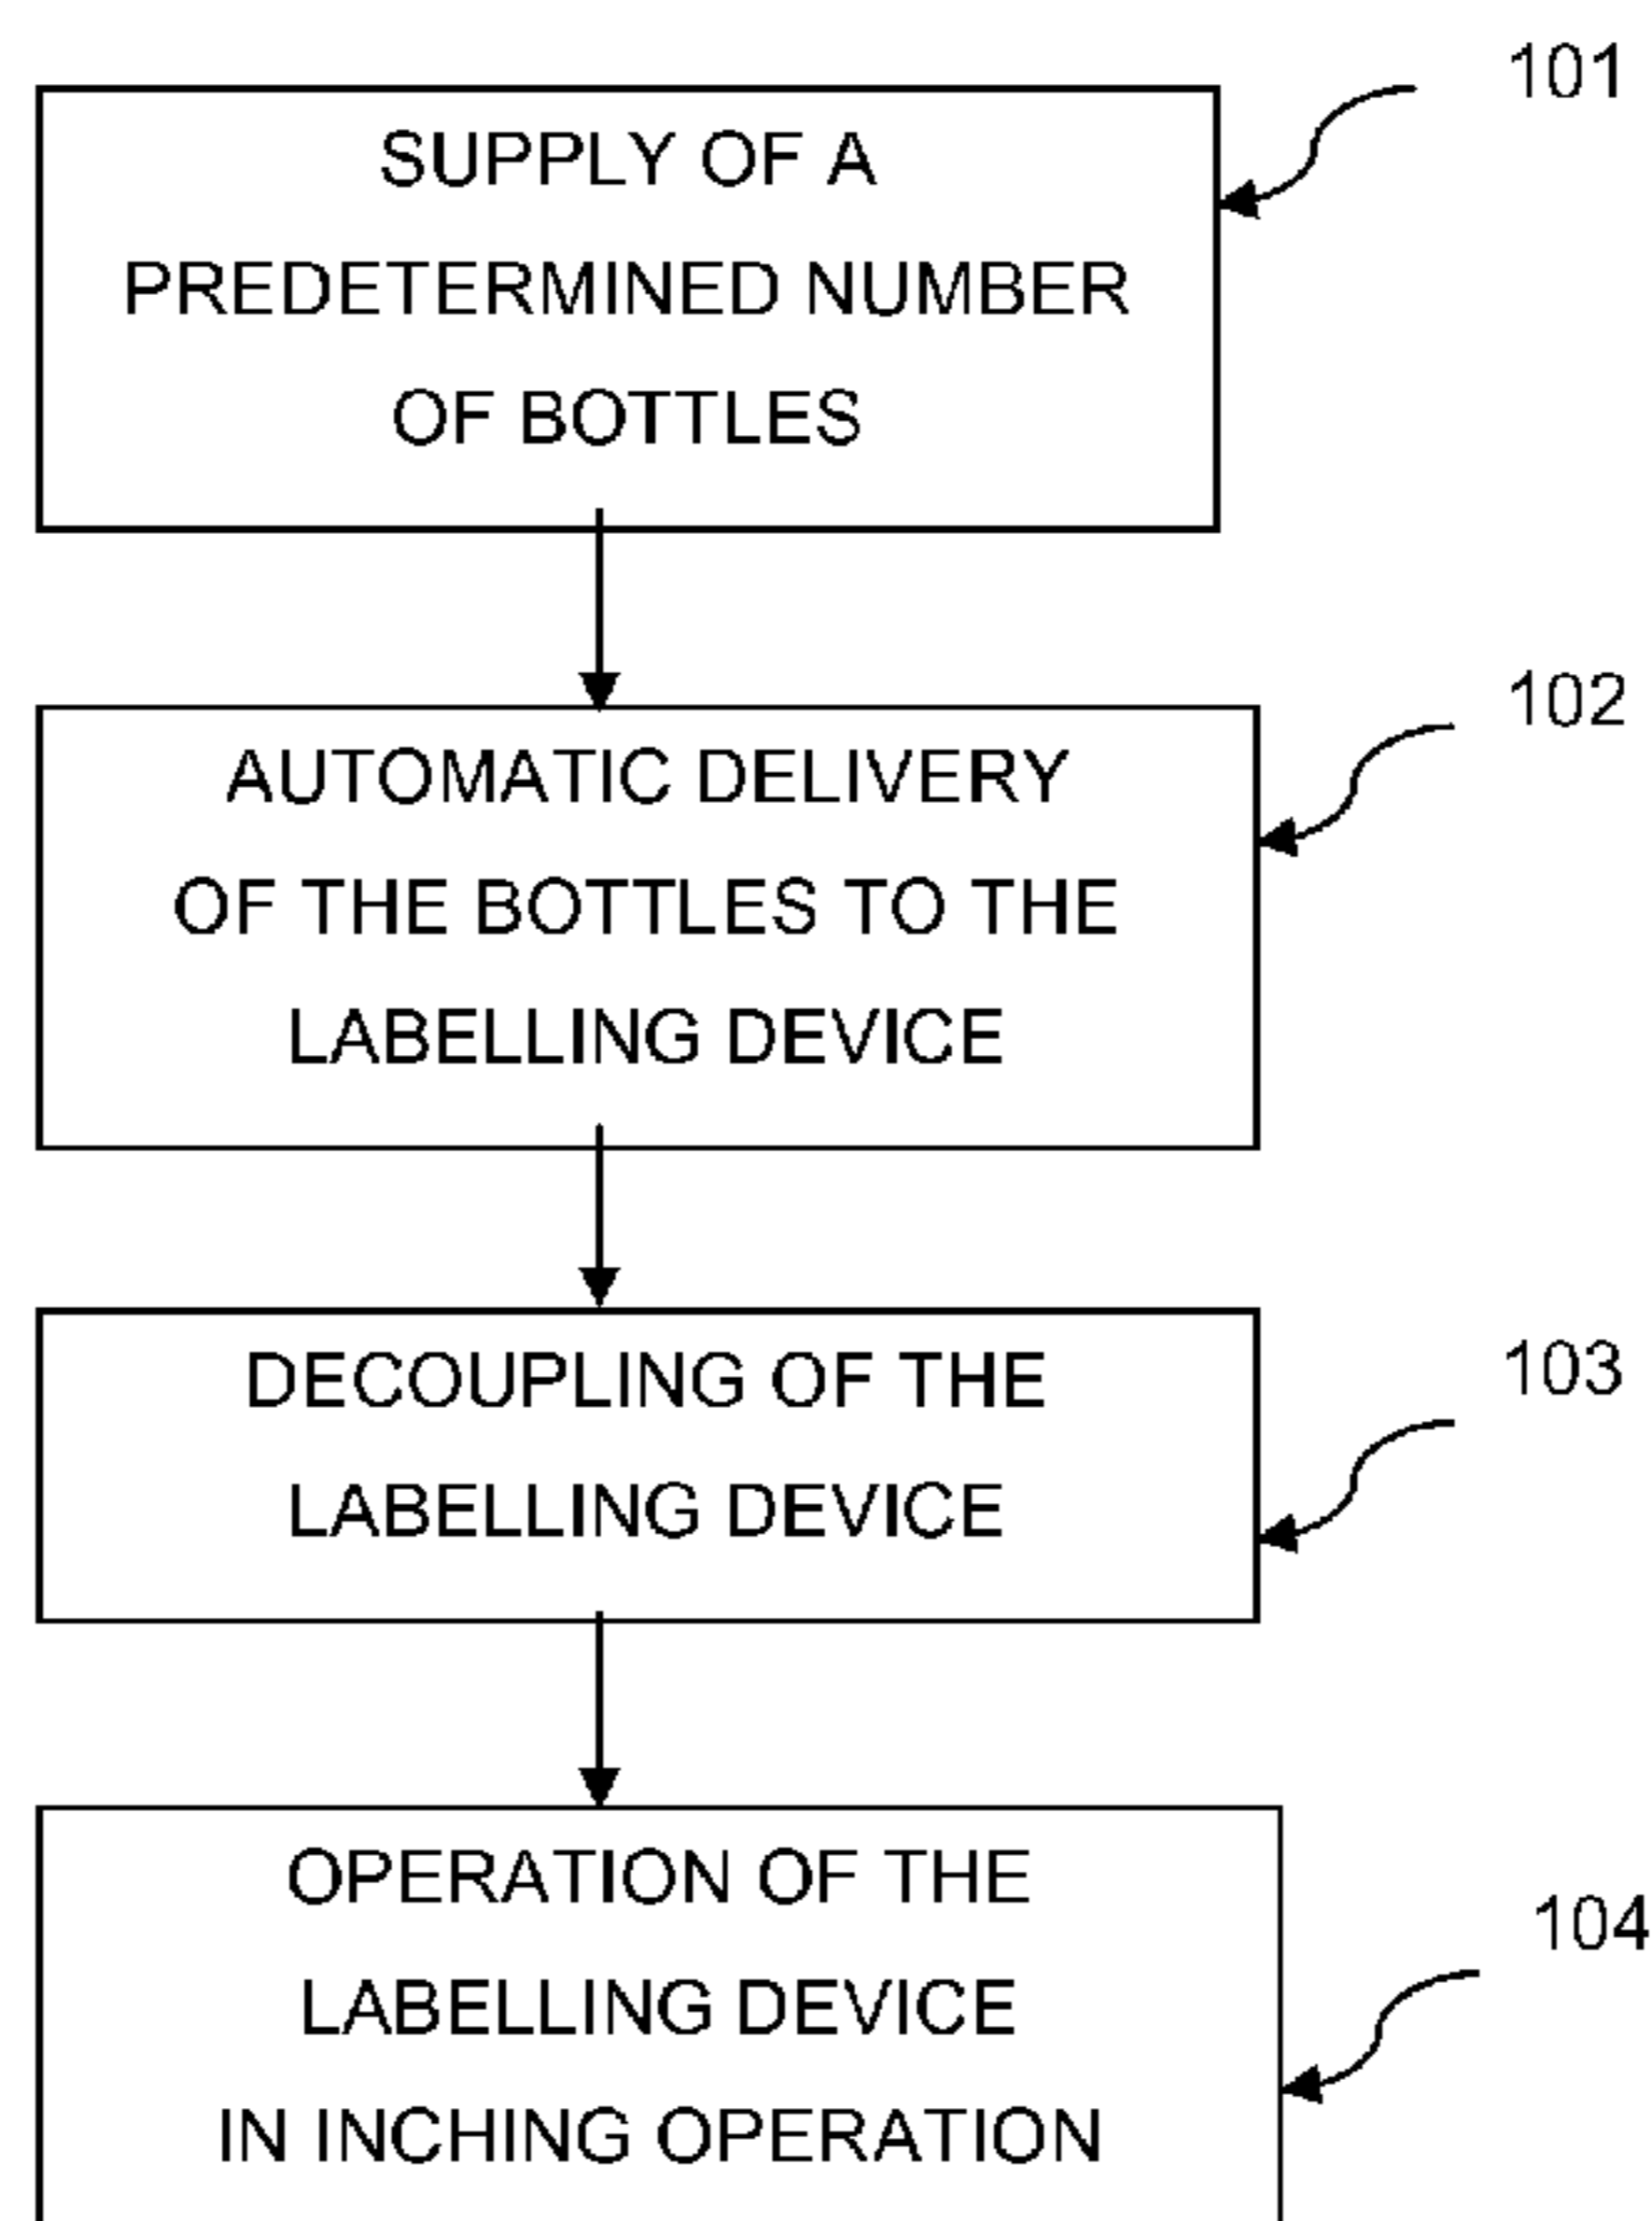 101
SUPPLY OF A
PREDETERMINED NUMBER
OF BOTTLES
102
AUTOMATIC DELIVERY
OF THE BOTTLES TO THE
LABELLING DEVICE
103
DECOUPLING OF THE
LABELLING DEVICE
104
OPERATION OF THE
LABELLING DEVICE
IN INCHING OPERATION